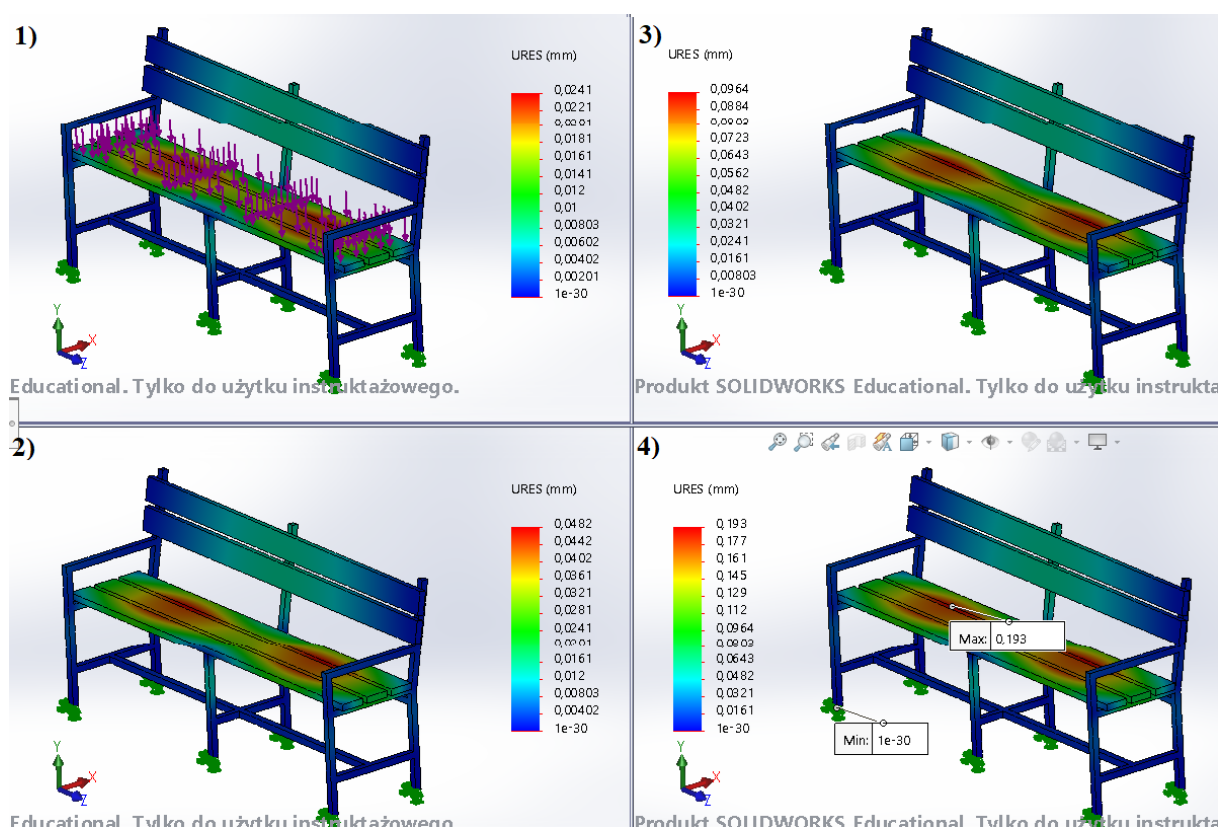 1)
URES (mm)
0,0241
0,0221
0,0181
0,0161
0,0141
0,012
0,01
0,00803
0,00602
0,00402
0,00201
1e-30
Y
X
Z
Educational. Tylko do użytku instruktażowego.
3)
URES (mm)
0,0964
0,0884
0,0723
0,0643
0,0562
0,0482
0,0402
0,0321
0,0241
0,0161
0,00803
1e-30
Y
X
Z
Produkt SOLIDWORKS Educational. Tylko do użytku instrukta
2)
URES (mm)
0,0482
0,0442
0,0402
0,0361
0,0321
0,0281
0,0241
0,0161
0,012
0,00803
0,00402
1e-30
Y
X
Z
Educational. Tylko do użytku instruktażowego.
4)
URES (mm)
0,193
0,177
0,161
0,145
0,129
0,112
0,0964
0,0643
0,0482
0,0321
0,0161
1e-30
Max: 0,193
Min: 1e-30
Y
X
Z
Produkt SOLIDWORKS Educational. Tylko do użytku instrukta